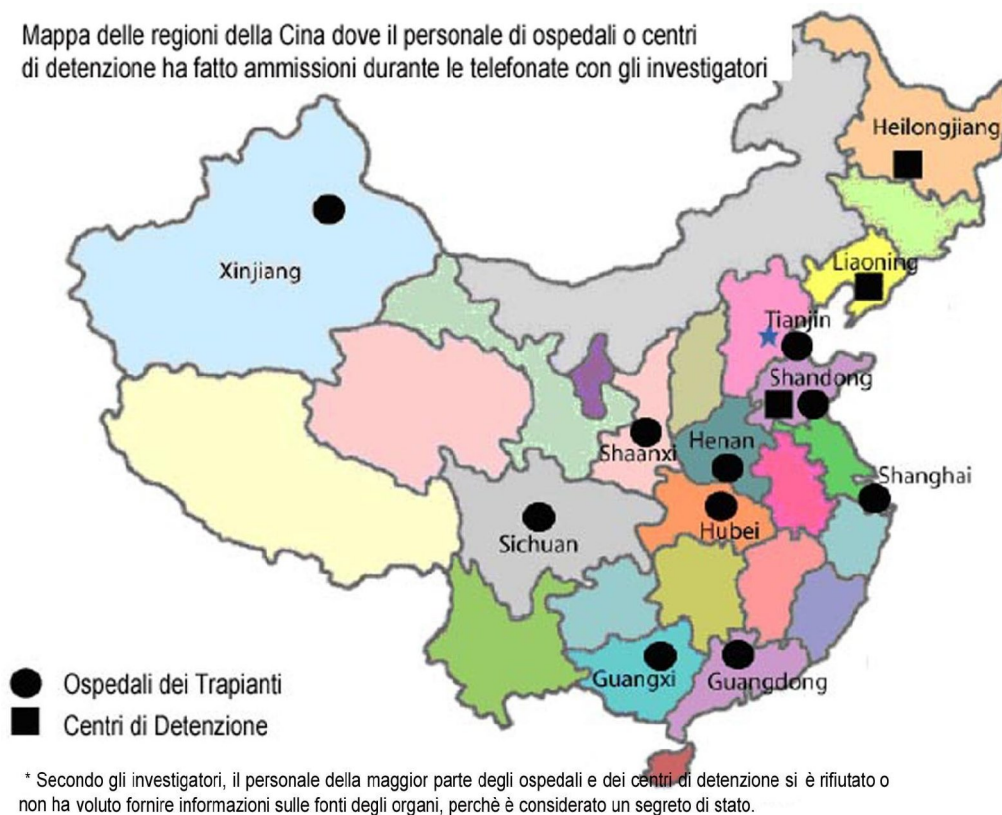 Mappa delle regioni della Cina dove il personale di ospedali o centri
di detenzione ha fatto ammissioni durante le telefonate con gli investigatori
Heilongjiang
Liaoning
Xinjiang
Tianjin
Shandong
Shaanxi
Henan
Shanghai
Hubei
Sichuan
Guangxi
Guangdong
Ospedali dei Trapianti
Centri di Detenzione
* Secondo gli investigatori, il personale della maggior parte degli ospedali e dei centri di detenzione si è rifiutato o
non ha voluto fornire informazioni sulle fonti degli organi, perchè è considerato un segreto di stato.